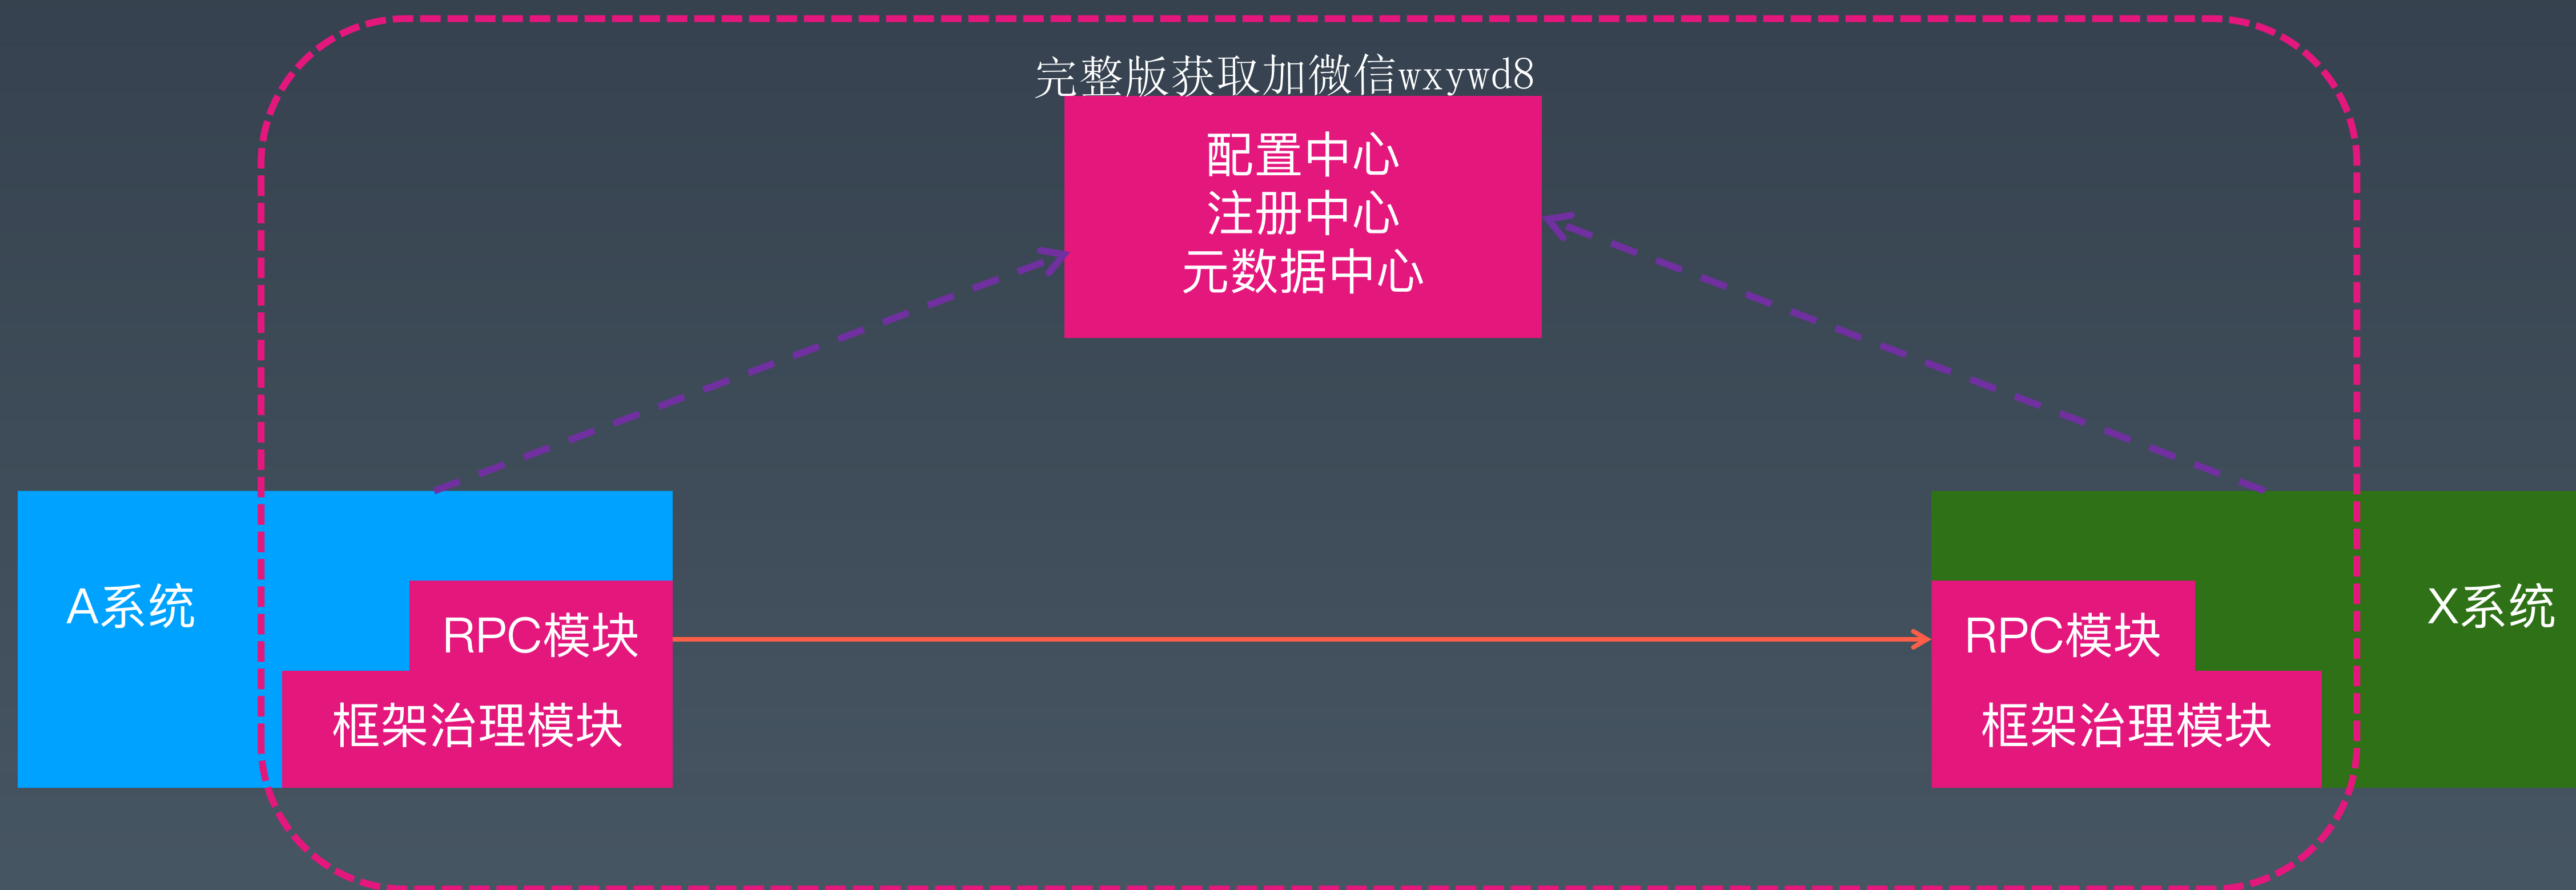 完整版获取加微信wxywd8
配置中心
注册中心
元数据中心
A系统
RPC模块
框架治理模块
RPC模块
框架治理模块
X系统